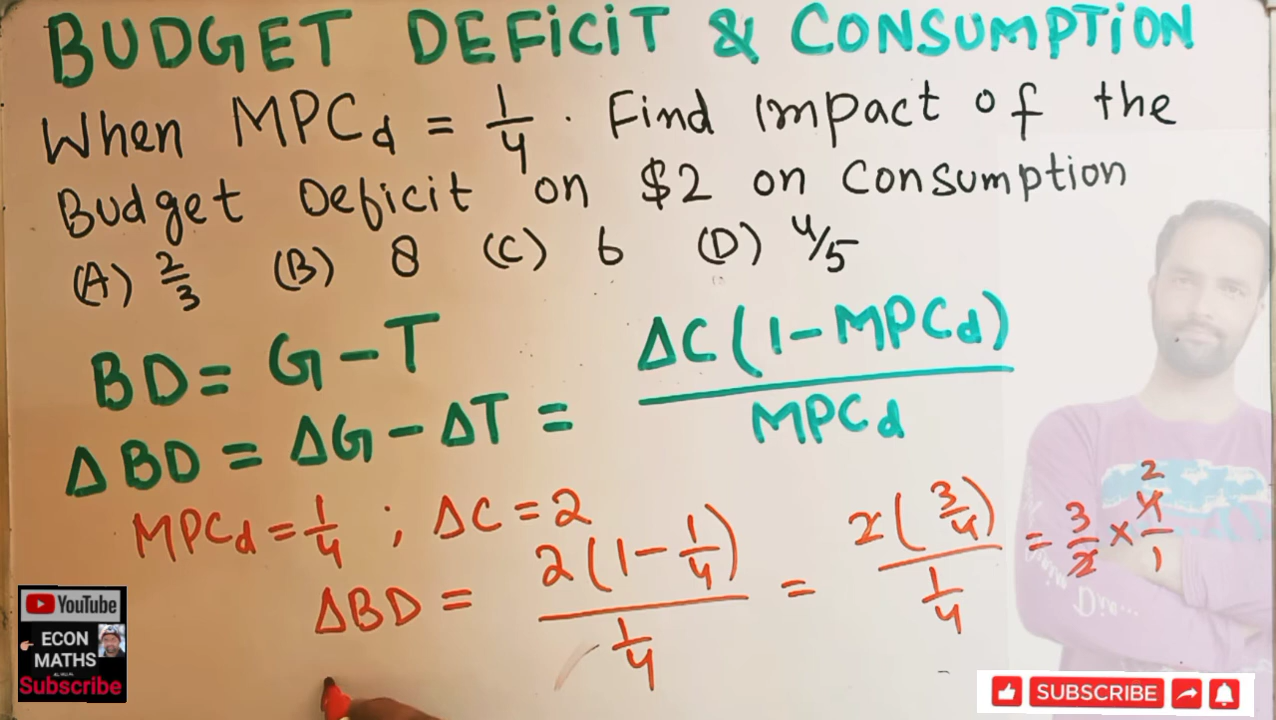 BUDGET DEFiCiT & CONSUMPTiON
When MPCd = 1/4 . Find impact of the
Budget Deficit on $2 on Consumption
(A) 2/3 (B) 8 (C) 6 (D) 4/5
BD = G - T
ΔBD = ΔG - ΔT = ΔC(1-MPCd)/MPCd
MPCd = 1/4 ; ΔC = 2
ΔBD = 2(1-1/4)/(1/4) = 2(3/4)/(1/4) = 3/2 × 4/1
2
YouTube
ECON
MATHS
Subscribe
SUBSCRIBE